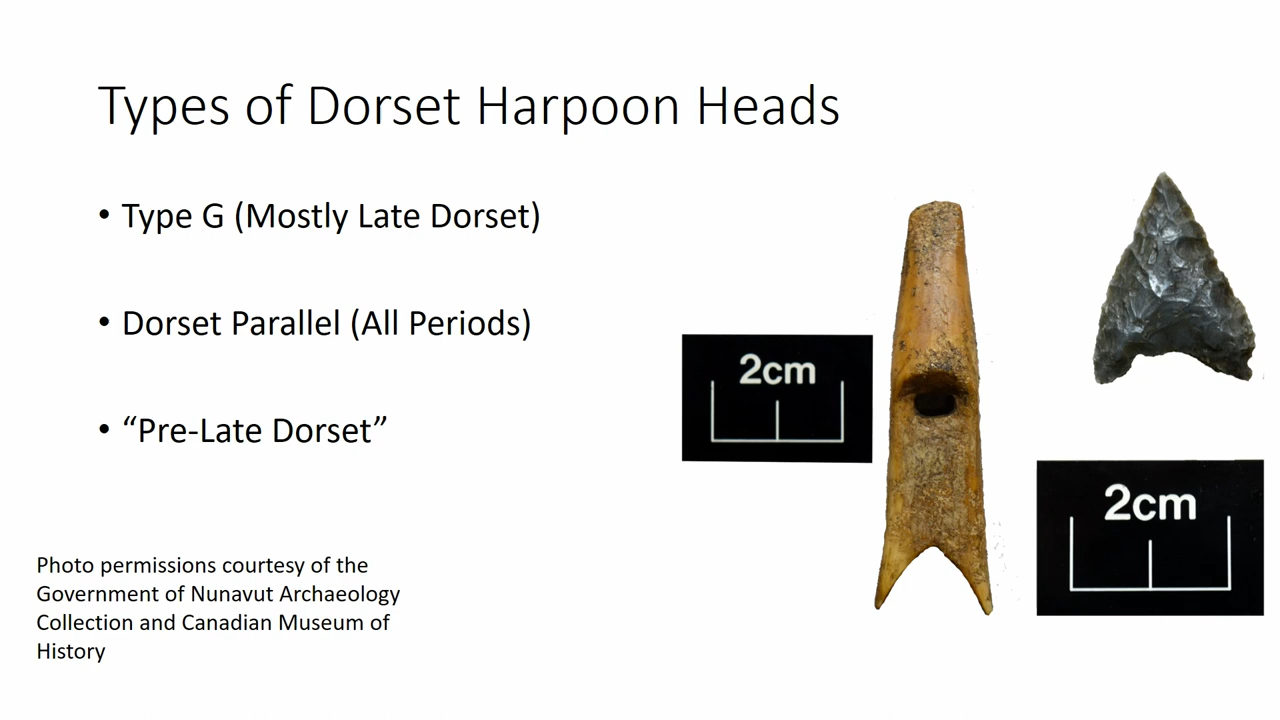 Types of Dorset Harpoon Heads
• Type G (Mostly Late Dorset)
• Dorset Parallel (All Periods)
• “Pre-Late Dorset”
Photo permissions courtesy of the
Government of Nunavut Archaeology
Collection and Canadian Museum of
History
2cm
2cm